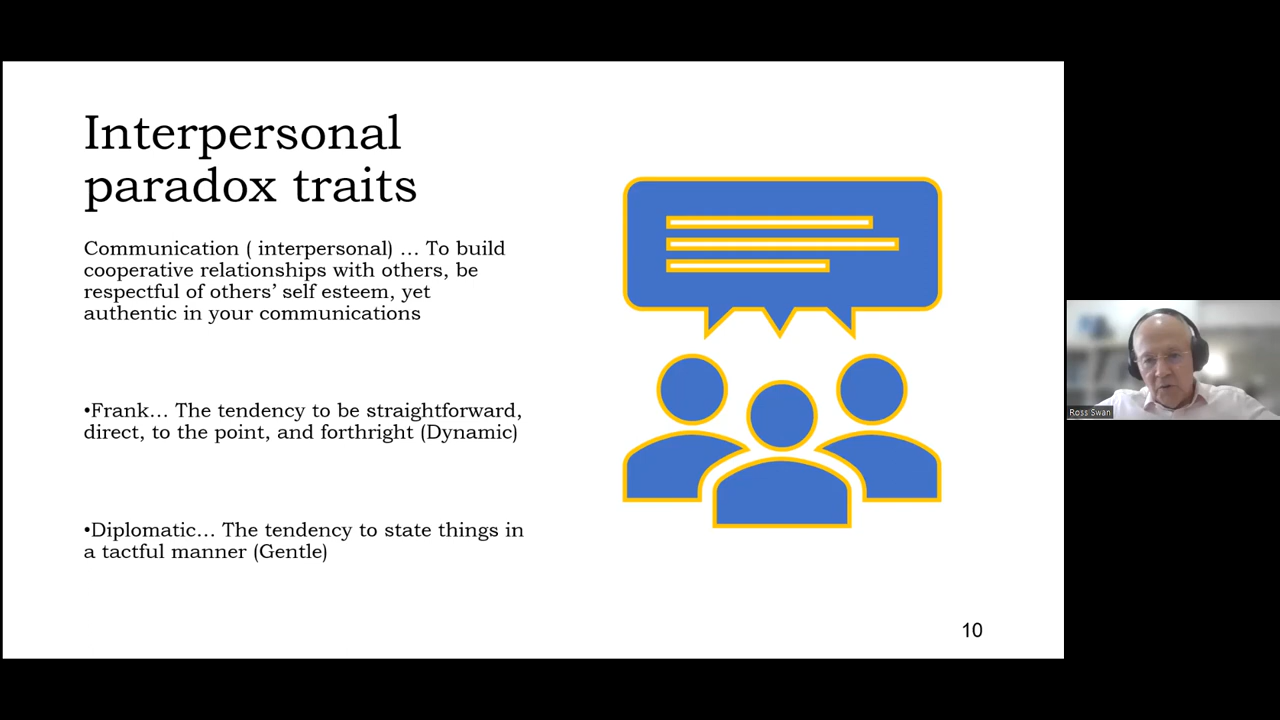 Interpersonal
paradox traits
Communication ( interpersonal) … To build
cooperative relationships with others, be
respectful of others’ self esteem, yet
authentic in your communications
•Frank… The tendency to be straightforward,
direct, to the point, and forthright (Dynamic)
•Diplomatic… The tendency to state things in
a tactful manner (Gentle)
10
Ross Swan